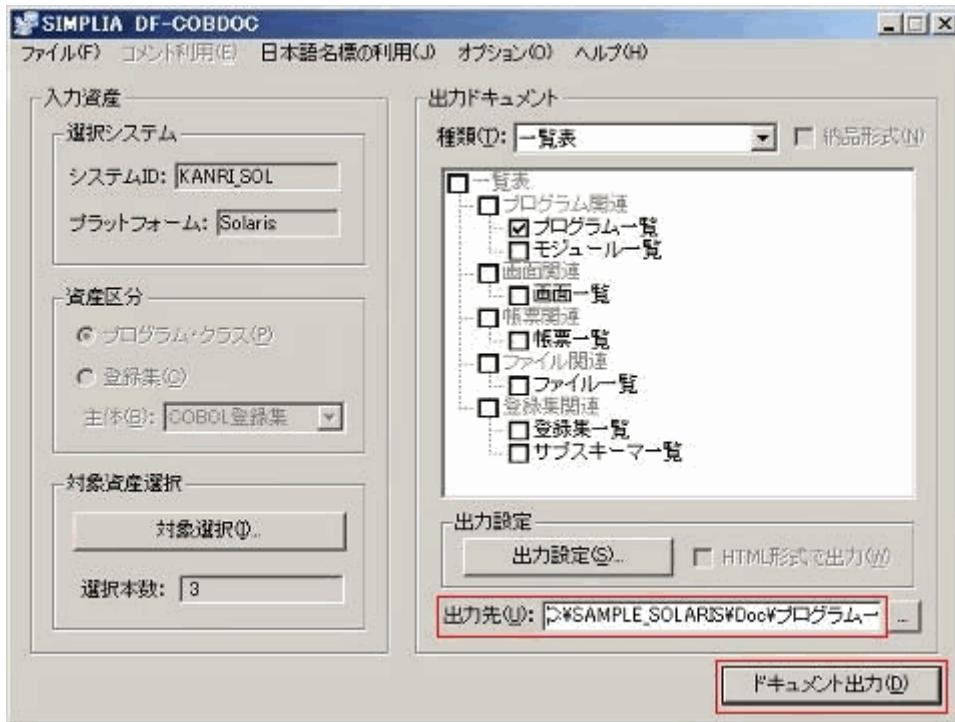 SIMPLIA DF-COBDOC
ファイル(F) コメント利用(E) 日本語名標の利用(J) オプション(O) ヘルプ(H)
入力資産
選択システム
システムID: KANRI_SOL
プラットフォーム: Solaris
資産区分
プログラム・クラス(P)
登録集(C)
主体(B): COBOL登録集
対象資産選択
対象選択(I)...
選択本数: 3
出力ドキュメント
種類(T): 一覧表 納品形式(N)
一覧表
プログラム関連
プログラム一覧
モジュール一覧
画面関連
画面一覧
帳票関連
帳票一覧
ファイル関連
ファイル一覧
登録集関連
登録集一覧
サブスキーマ一覧
出力設定
出力設定(S)... HTML形式で出力(W)
出力先(U): :¥SAMPLE_SOLARIS¥Doc¥プログラム一 ...
ドキュメント出力(D)